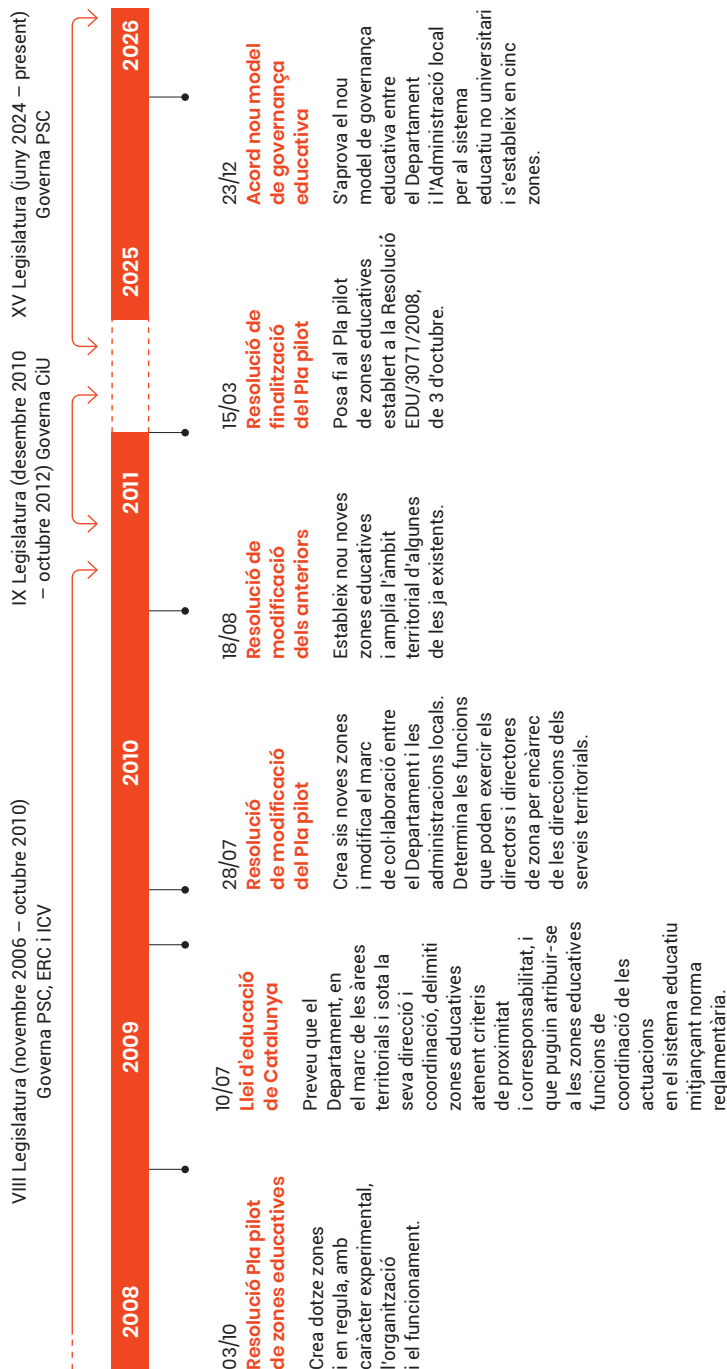 VIII Legislatura (novembre 2006 – octubre 2010)
Governa PSC, ERC i ICV
IX Legislatura (desembre 2010
– octubre 2012) Governa CiU
XV Legislatura (juny 2024 – present)
Governa PSC
2008
2009
2010
2011
2025
2026
03/10
Resolució Pla pilot
de zones educatives
Crea dotze zones
i en regula, amb
caràcter experimental,
l'organització
i el funcionament.
10/07
Llei d'educació
de Catalunya
Preveu que el
Departament, en
el marc de les àrees
territorials i sota la
seva direcció i
coordinació, delimiti
zones educatives
atenent criteris
de proximitat
i corresponsabilitat, i
que puguin atribuir-se
a les zones educatives
funcions de
coordinació de les
actuacions
en el sistema educatiu
mitjançant norma
reglamentària.
28/07
Resolució
de modificació
del Pla pilot
Crea sis noves zones
i modifica el marc
de col·laboració entre
el Departament i les
administracions locals.
Determina les funcions
que poden exercir els
directors i directores
de zona per encàrrec
de les direccions dels
serveis territorials.
18/08
Resolució de
modificació
dels anteriors
Estableix nou noves
zones educatives
i amplia l'àmbit
territorial d'algunes
de les ja existents.
15/03
Resolució de
finalització
del Pla pilot
Posa fi al Pla pilot
de zones educatives
establert a la Resolució
EDU/3071/2008,
de 3 d'octubre.
23/12
Acord nou model
de governança
educativa
S'aprova el nou
model de governança
educativa entre
el Departament
i l'Administració local
per al sistema
educatiu no universitari
i s'estableix en cinc
zones.